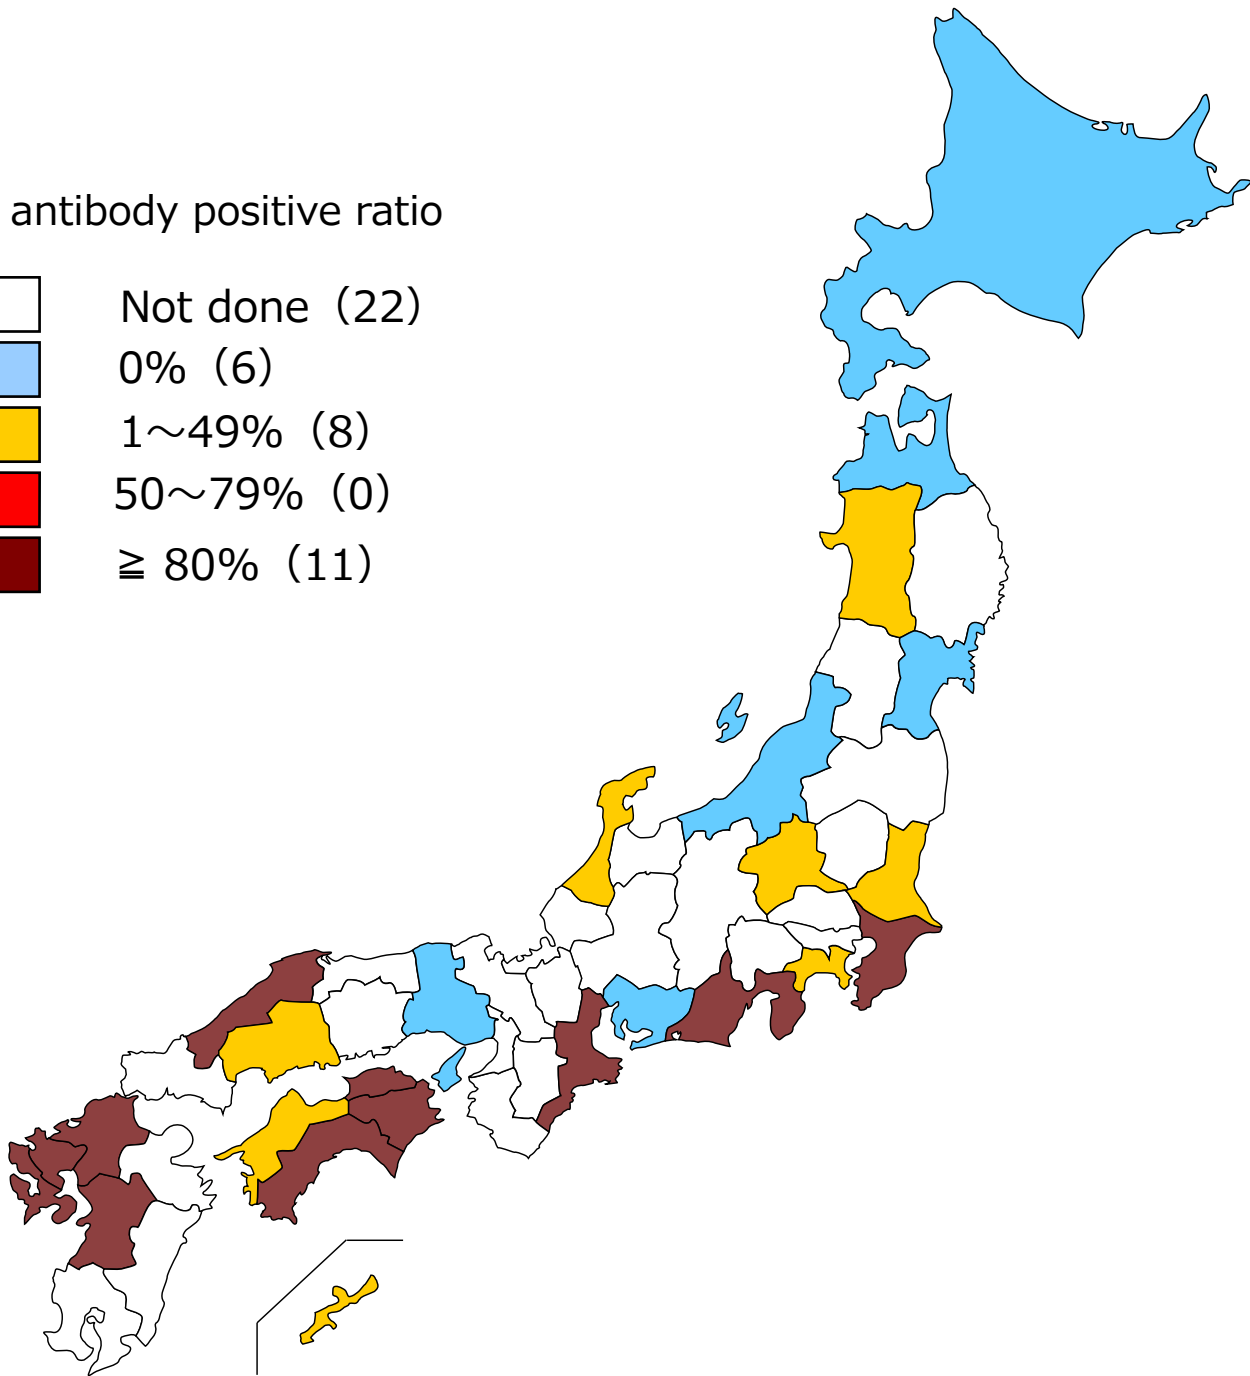 antibody positive ratio
Not done（22）
0%（6）
1～49%（8）
50～79%（0）
≧ 80%（11）